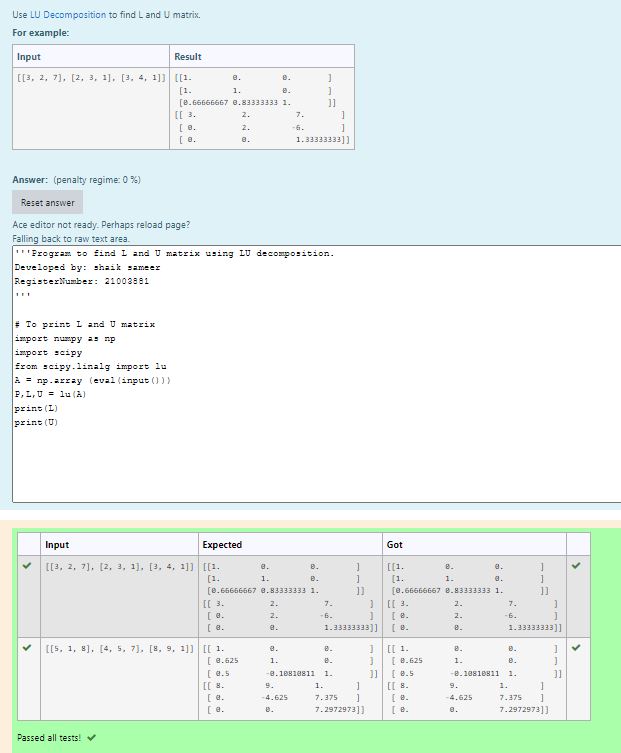 Use LU Decomposition to find L and U matrix.
For example:
Input Result
[[3, 2, 7], [2, 3, 1], [3, 4, 1]] [[1. 0. 0. ]
[1. 1. 0. ]
[0.66666667 0.83333333 1. ]]
[[ 3. 2. 7. ]
[ 0. 2. -6. ]
[ 0. 0. 1.33333333]]
Answer: (penalty regime: 0 %)
Reset answer
Ace editor not ready. Perhaps reload page?
Falling back to raw text area.
'''Program to find L and U matrix using LU decomposition.
Developed by: shaik sameer
RegisterNumber: 21003881
'''
# To print L and U matrix
import numpy as np
import scipy
from scipy.linalg import lu
A = np.array (eval(input()))
P,L,U = lu(A)
print(L)
print(U)
Input Expected Got
[[3, 2, 7], [2, 3, 1], [3, 4, 1]] [[1. 0. 0. ] [[1. 0. 0. ]
[1. 1. 0. ] [1. 1. 0. ]
[0.66666667 0.83333333 1. ]] [0.66666667 0.83333333 1. ]]
[[ 3. 2. 7. ] [[ 3. 2. 7. ]
[ 0. 2. -6. ] [ 0. 2. -6. ]
[ 0. 0. 1.33333333]] [ 0. 0. 1.33333333]]
[[5, 1, 8], [4, 5, 7], [8, 9, 1]] [[ 1. 0. 0. ] [[ 1. 0. 0. ]
[ 0.625 1. 0. ] [ 0.625 1. 0. ]
[ 0.5 -0.10810811 1. ]] [ 0.5 -0.10810811 1. ]]
[[ 8. 9. 1. ] [[ 8. 9. 1. ]
[ 0. -4.625 7.375 ] [ 0. -4.625 7.375 ]
[ 0. 0. 7.2972973]] [ 0. 0. 7.2972973]]
Passed all tests!